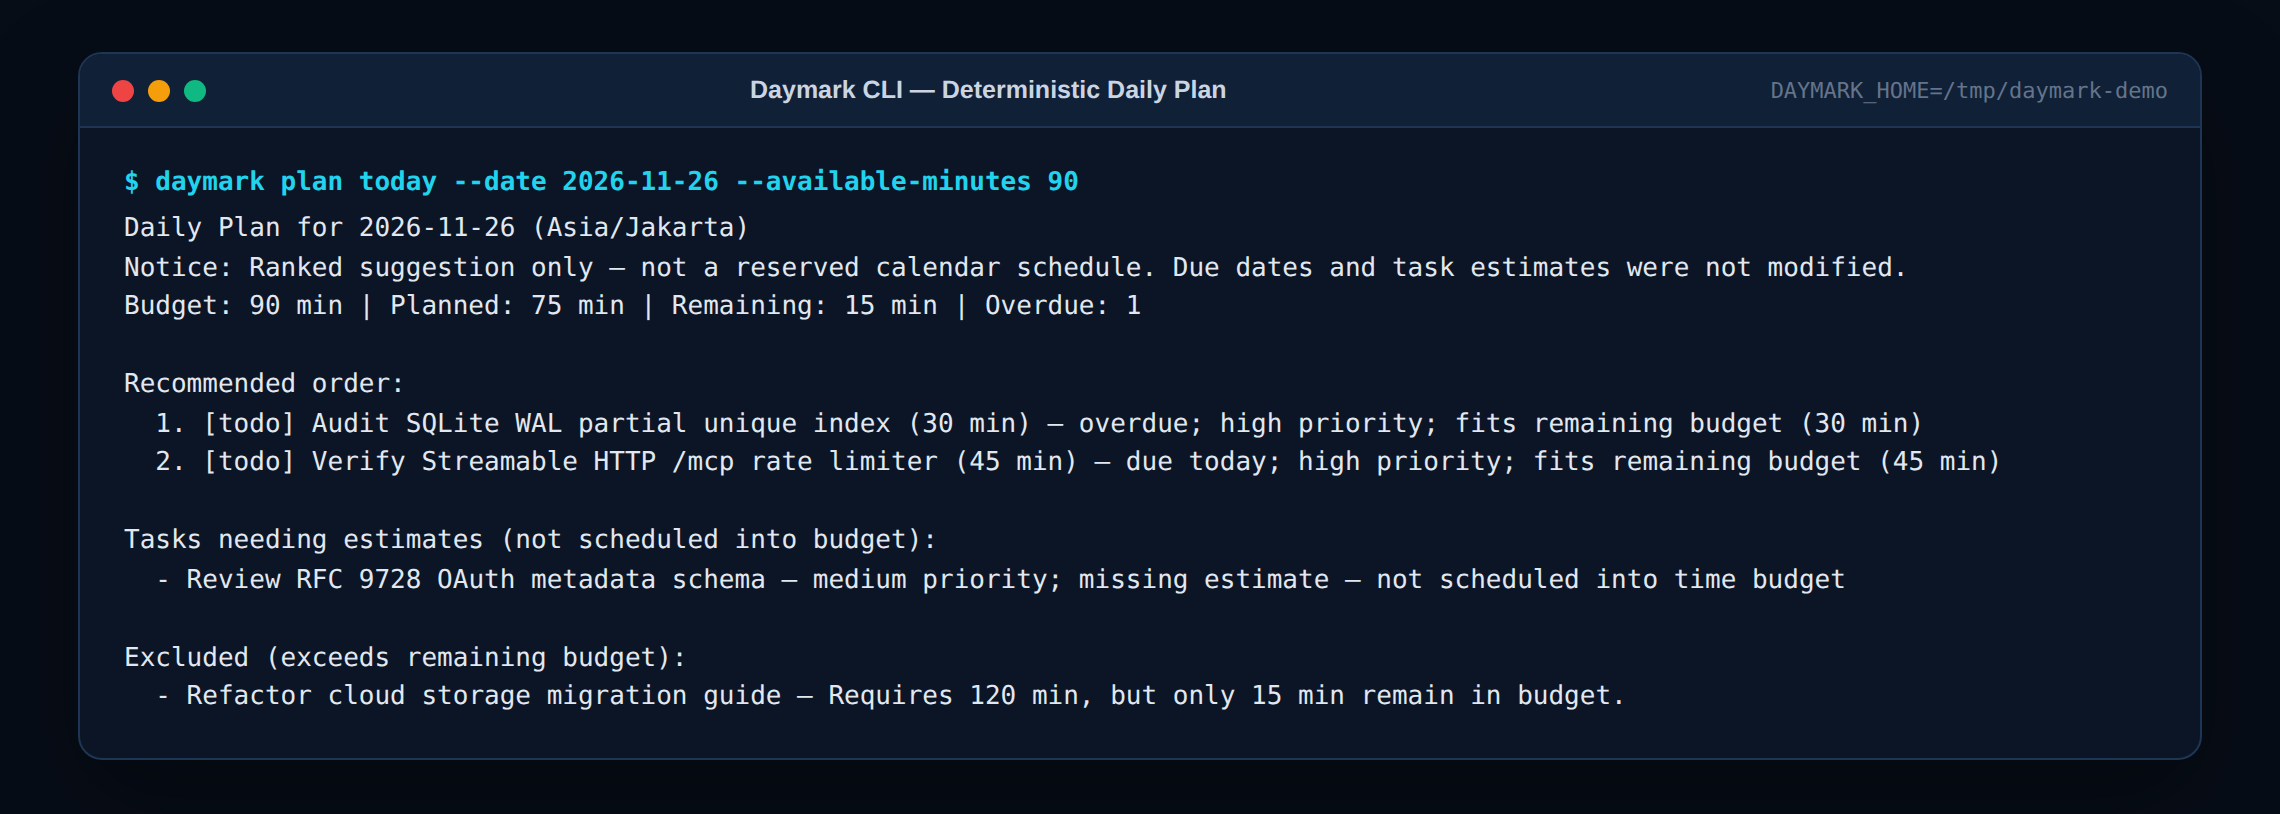 Daymark CLI — Deterministic Daily Plan
DAYMARK_HOME=/tmp/daymark-demo
$ daymark plan today --date 2026-11-26 --available-minutes 90
Daily Plan for 2026-11-26 (Asia/Jakarta)
Notice: Ranked suggestion only — not a reserved calendar schedule. Due dates and task estimates were not modified.
Budget: 90 min | Planned: 75 min | Remaining: 15 min | Overdue: 1
Recommended order:
1. [todo] Audit SQLite WAL partial unique index (30 min) — overdue; high priority; fits remaining budget (30 min)
2. [todo] Verify Streamable HTTP /mcp rate limiter (45 min) — due today; high priority; fits remaining budget (45 min)
Tasks needing estimates (not scheduled into budget):
- Review RFC 9728 OAuth metadata schema — medium priority; missing estimate — not scheduled into time budget
Excluded (exceeds remaining budget):
- Refactor cloud storage migration guide — Requires 120 min, but only 15 min remain in budget.